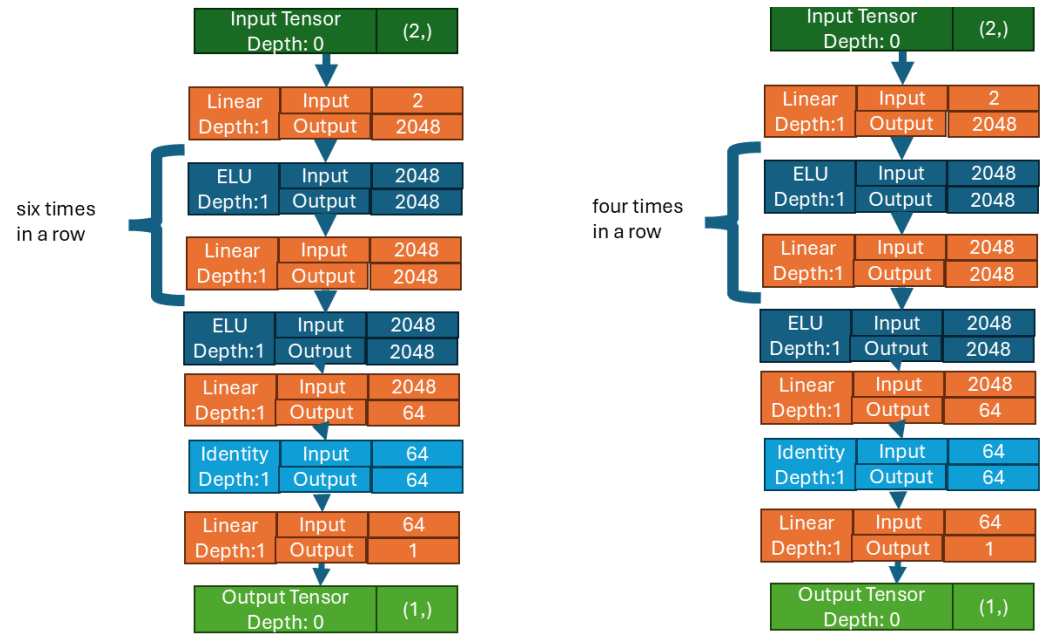 Input Tensor
Depth: 0
(2,)
Linear
Depth:1
Input
2
Output
2048
six times
in a row
ELU
Depth:1
Input
2048
Output
2048
Linear
Depth:1
Input
2048
Output
2048
ELU
Depth:1
Input
2048
Output
2048
Linear
Depth:1
Input
2048
Output
64
Identity
Depth:1
Input
64
Output
64
Linear
Depth:1
Input
64
Output
1
Output Tensor
Depth: 0
(1,)
Input Tensor
Depth: 0
(2,)
Linear
Depth:1
Input
2
Output
2048
four times
in a row
ELU
Depth:1
Input
2048
Output
2048
Linear
Depth:1
Input
2048
Output
2048
ELU
Depth:1
Input
2048
Output
2048
Linear
Depth:1
Input
2048
Output
64
Identity
Depth:1
Input
64
Output
64
Linear
Depth:1
Input
64
Output
1
Output Tensor
Depth: 0
(1,)